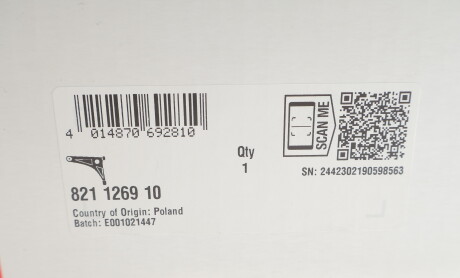 4 014870 692810
821 1269 10
Country of Origin: Poland
Batch: E001021447
Qty
1
SCAN ME
SN: 2442302190598563